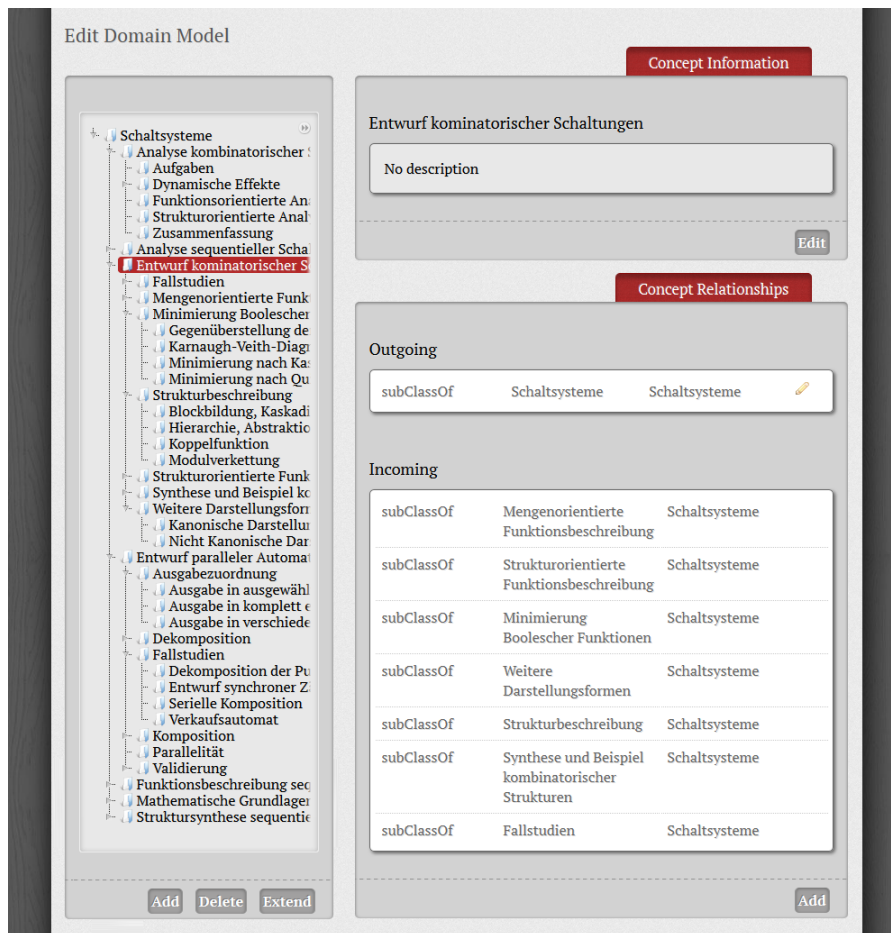 Edit Domain Model
Schaltsysteme
Analyse kombinatorischer
Aufgaben
Dynamische Effekte
Funktionsorientierte An
Strukturorientierte Anal
Zusammenfassung
Analyse sequentieller Schal
Entwurf kominatorischer S
Fallstudien
Mengenorientierte Funk
Minimierung Boolescher
Gegenüberstellung de
Karnaugh-Veith-Diagr
Minimierung nach Ka
Minimierung nach Qu
Strukturbeschreibung
Blockbildung, Kaskadi
Hierarchie, Abstraktio
Koppelfunktion
Modulverkettung
Strukturorientierte Funk
Synthese und Beispiel ko
Weitere Darstellungsforr
Kanonische Darstellur
Nicht Kanonische Dar
Entwurf paralleler Automat
Ausgabezuordnung
Ausgabe in ausgewähl
Ausgabe in komplett e
Ausgabe in verschiede
Dekomposition
Fallstudien
Dekomposition der Pu
Entwurf synchroner Z
Serielle Komposition
Verkaufsautomat
Komposition
Parallelität
Validierung
Funktionsbeschreibung seq
Mathematische Grundlager
Struktursynthese sequentie
Add Delete Extend
Concept Information
Entwurf kominatorischer Schaltungen
No description
Edit
Concept Relationships
Outgoing
subClassOf Schaltsysteme Schaltsysteme
Incoming
subClassOf Mengenorientierte Schaltsysteme
Funktionsbeschreibung
subClassOf Strukturorientierte Schaltsysteme
Funktionsbeschreibung
subClassOf Minimierung Schaltsysteme
Boolescher Funktionen
subClassOf Weitere Schaltsysteme
Darstellungsformen
subClassOf Strukturbeschreibung Schaltsysteme
subClassOf Synthese und Beispiel Schaltsysteme
kombinatorischer
Strukturen
subClassOf Fallstudien Schaltsysteme
Add